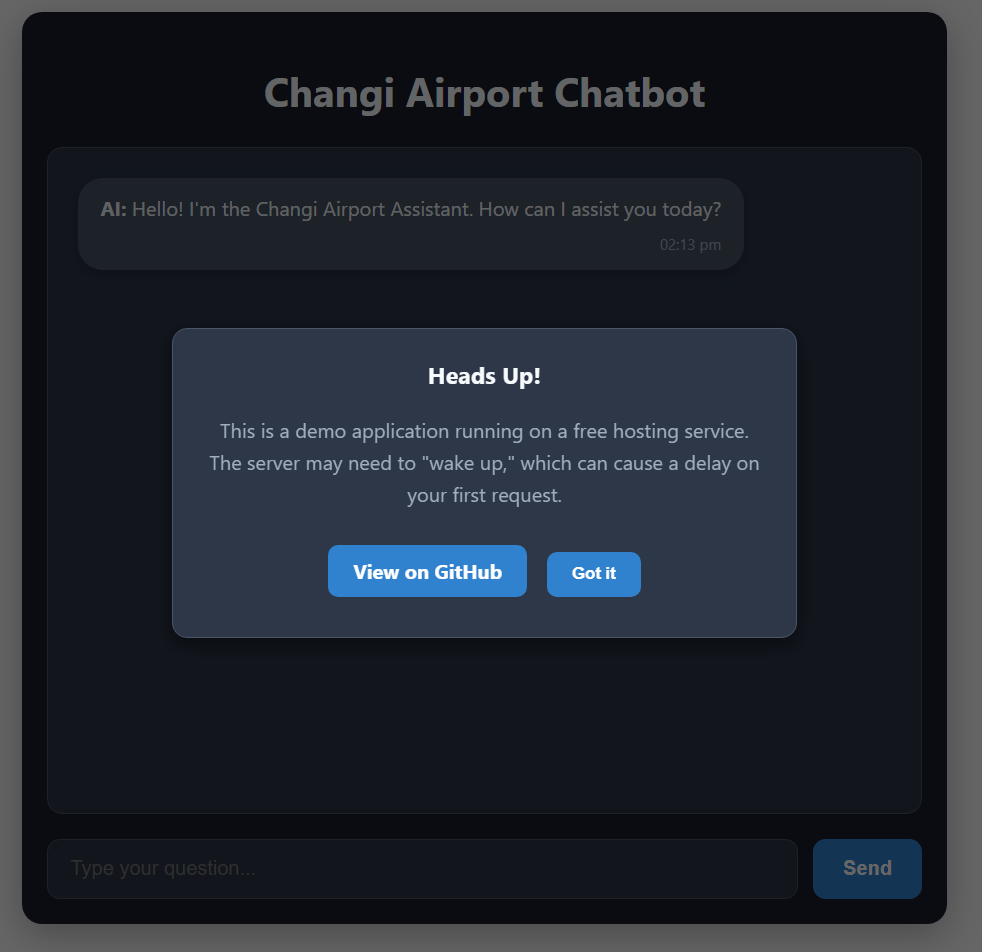 Changi Airport Chatbot
AI: Hello! I'm the Changi Airport Assistant. How can I assist you today?
02:13 pm
Heads Up!
This is a demo application running on a free hosting service.
The server may need to "wake up," which can cause a delay on
your first request.
View on GitHub
Got it
Type your question...
Send